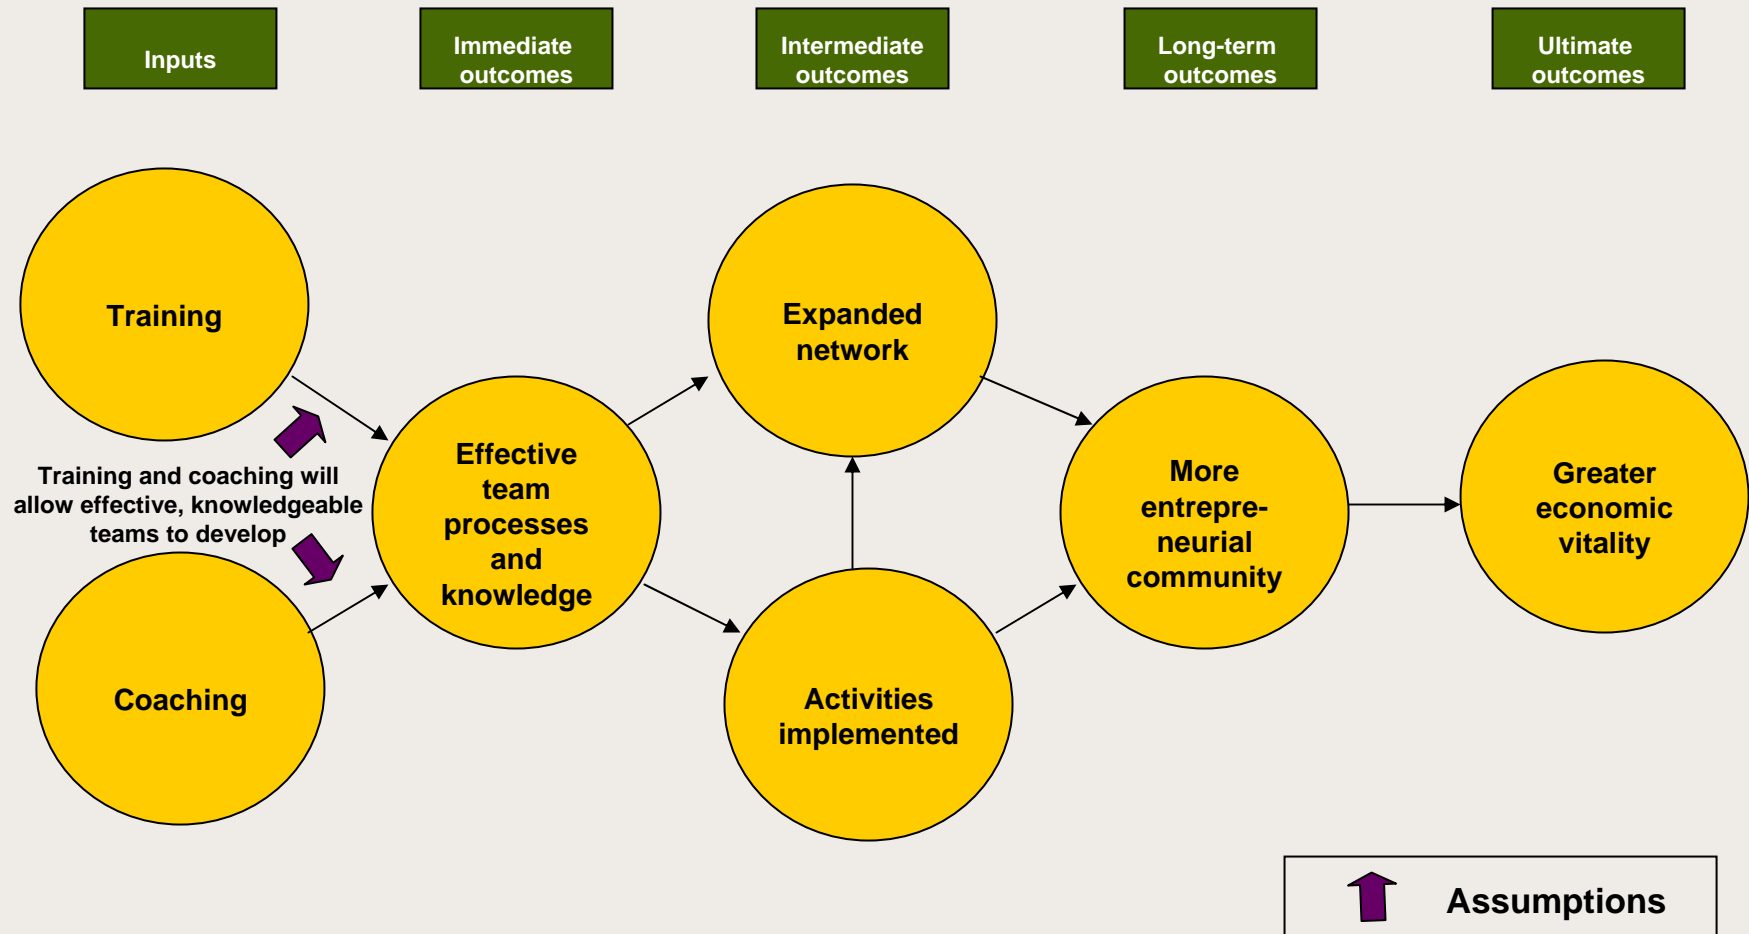 Inputs
Immediate
outcomes
Intermediate
outcomes
Long-term
outcomes
Ultimate
outcomes
Training
Training and coaching will
allow effective, knowledgeable
teams to develop
Coaching
Effective
team
processes
and
knowledge
Expanded
network
Activities
implemented
More
entrepre-
neurial
community
Greater
economic
vitality
Assumptions